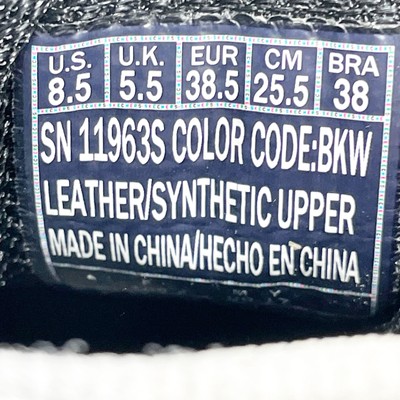 U.S. U.K. EUR CM BRA
8.5 5.5 38.5 25.5 38
SN 11963S COLOR CODE:BKW
LEATHER/SYNTHETIC UPPER
MADE IN CHINA/HECHO EN CHINA